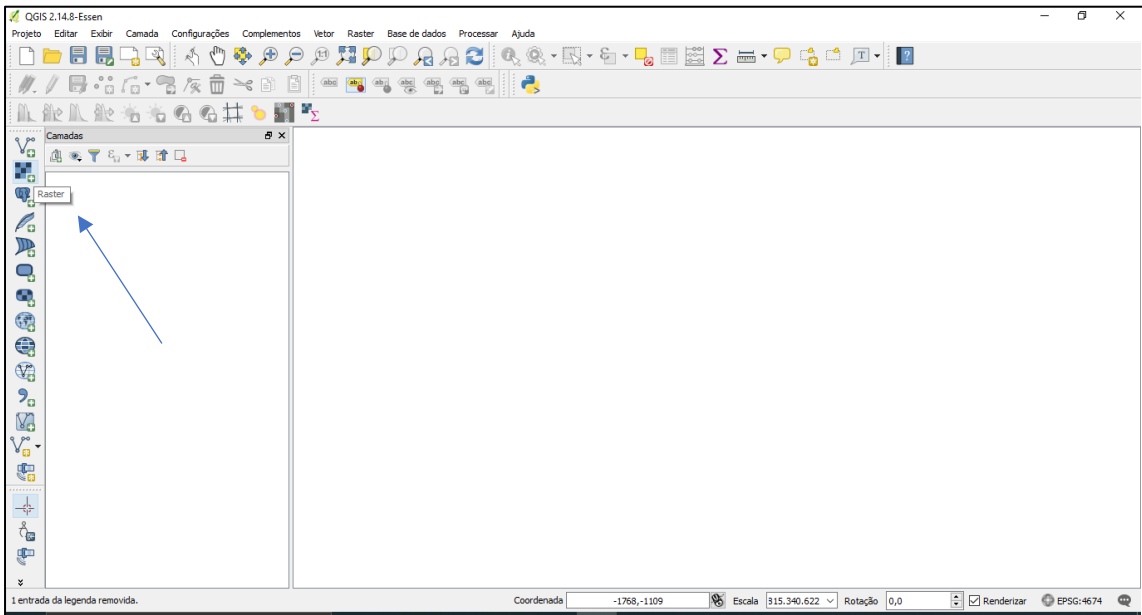 QGIS 2.14.8-Essen
Projeto Editar Exibir Camada Configurações Complementos Vetor Raster Base de dados Processar Ajuda
Camadas
Raster
1 entrada da legenda removida.
Coordenada -1768,-1109 Escala 315.340.622 Rotação 0,0 Renderizar EPSG:4674